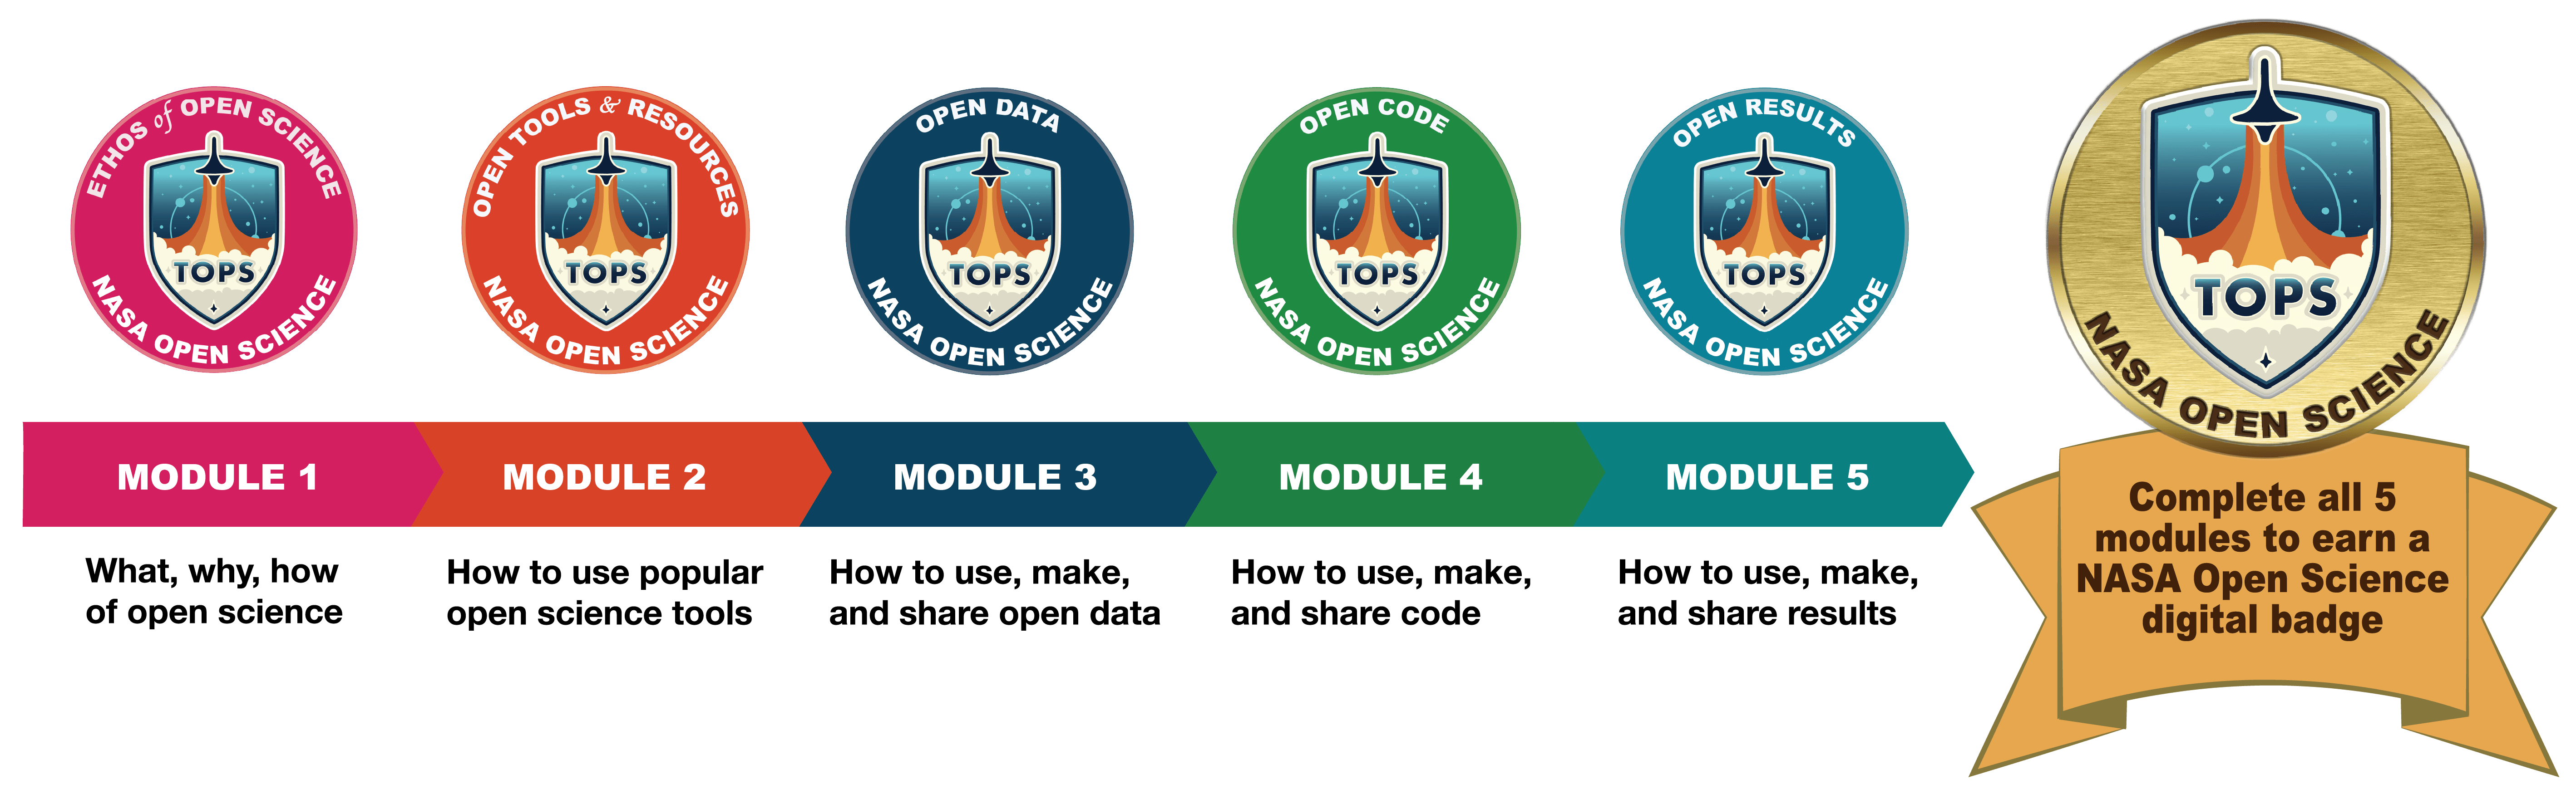 ETHOS of OPEN SCIENCE
TOPS
NASA OPEN SCIENCE
OPEN TOOLS & RESOURCES
TOPS
NASA OPEN SCIENCE
OPEN DATA
TOPS
NASA OPEN SCIENCE
OPEN CODE
TOPS
NASA OPEN SCIENCE
OPEN RESULTS
TOPS
NASA OPEN SCIENCE
TOPS
NASA OPEN SCIENCE
MODULE 1
MODULE 2
MODULE 3
MODULE 4
MODULE 5
What, why, how
of open science
How to use popular
open science tools
How to use, make,
and share open data
How to use, make,
and share code
How to use, make,
and share results
Complete all 5
modules to earn a
NASA Open Science
digital badge